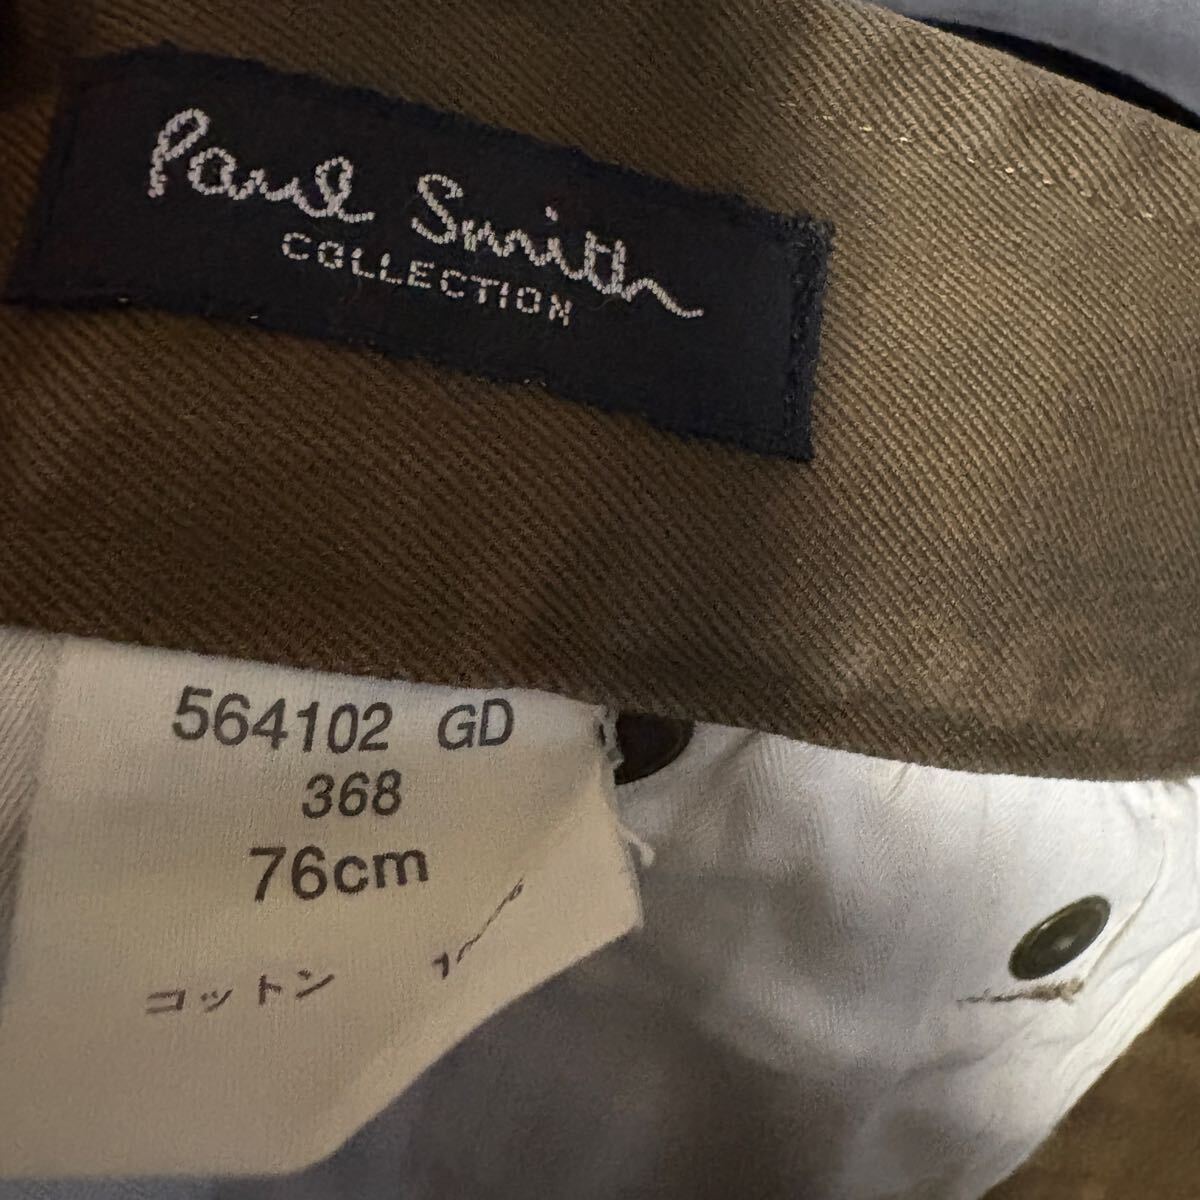 Paul Smith
COLLECTION
564102 GD
368
76cm
コットン